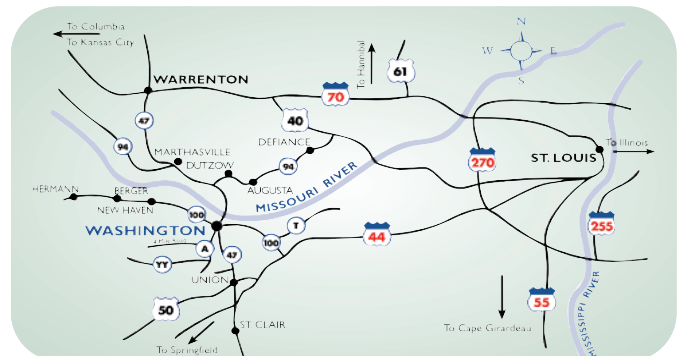 To Columbia
To Kansas City
To Hannibal
61
N
W
E
S
WARRENTON
70
47
40
94
MARTHASVILLE
DUTZOW
DEFIANCE
94
AUGUSTA
MISSOURI RIVER
270
ST. LOUIS
To Illinois
HERMANN
BERGER
NEW HAVEN
100
WASHINGTON
A
47
100
T
44
255
YY
UNION
50
55
ST. CLAIR
To Springfield
To Cape Girardeau
MISSISSIPPI RIVER